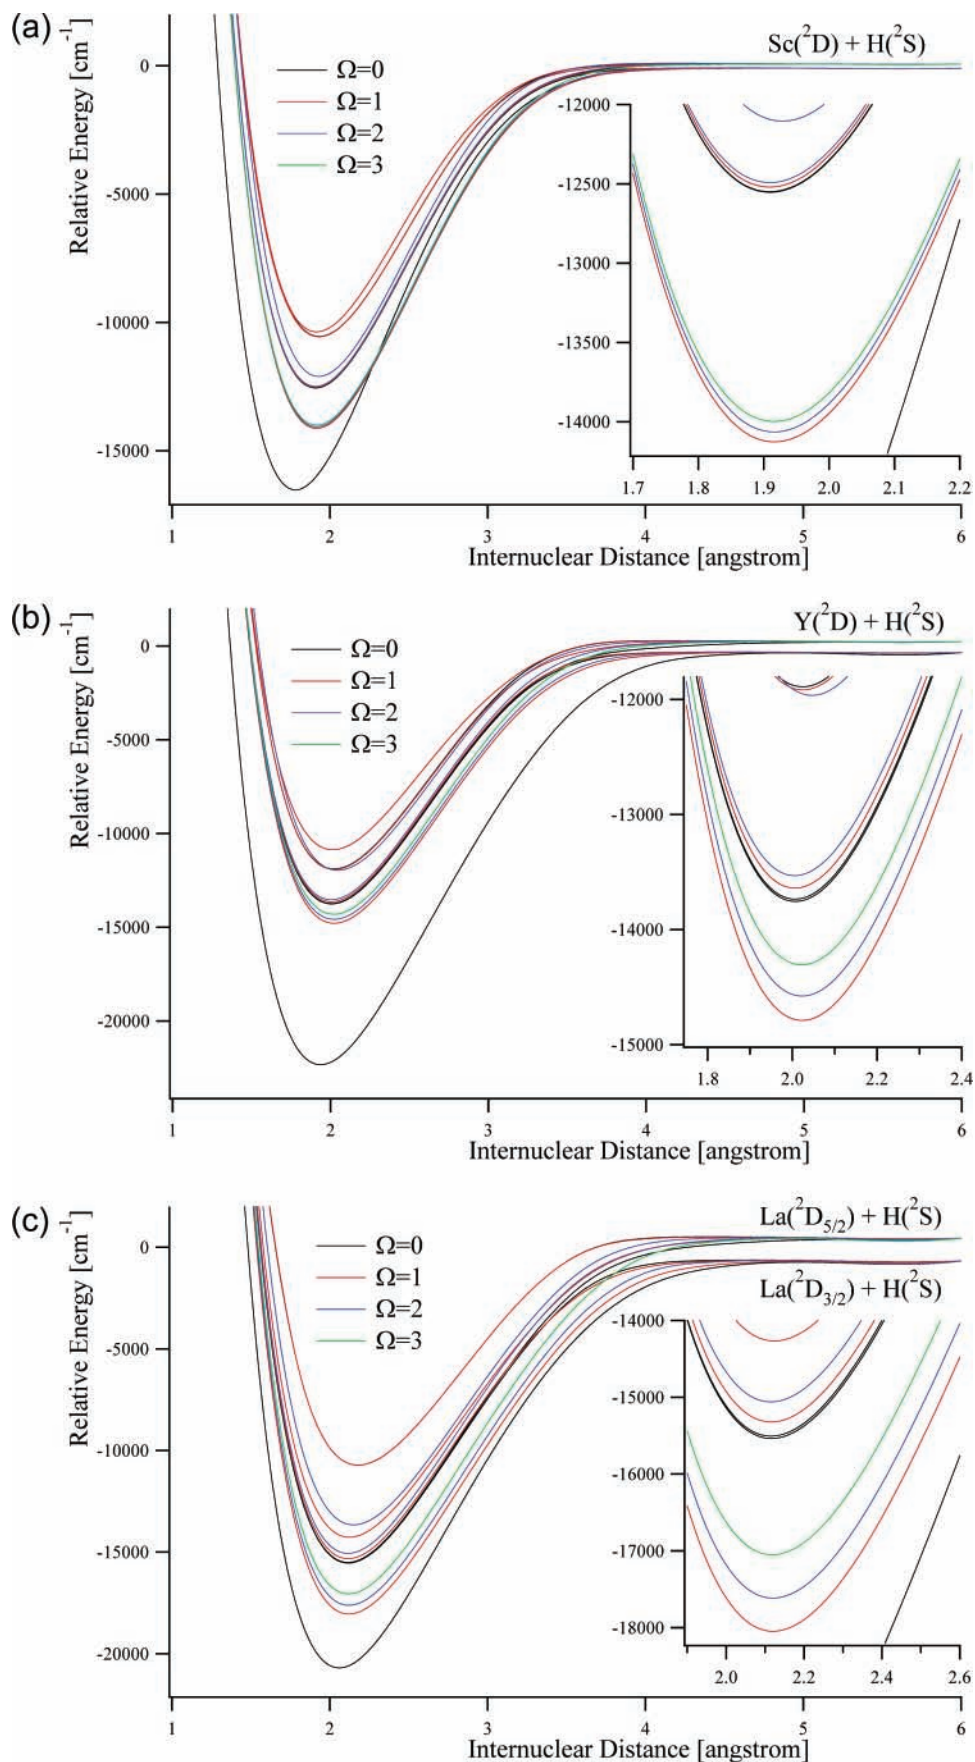 (a)
Sc(²D) + H(²S)
Relative Energy [cm⁻¹]
0
-5000
-10000
-15000
Ω=0
Ω=1
Ω=2
Ω=3
-12000
-12500
-13000
-13500
-14000
1.7 1.8 1.9 2.0 2.1 2.2
1 2 3 4 5 6
Internuclear Distance [angstrom]
(b)
Y(²D) + H(²S)
Relative Energy [cm⁻¹]
0
-5000
-10000
-15000
-20000
Ω=0
Ω=1
Ω=2
Ω=3
-12000
-13000
-14000
-15000
1.8 2.0 2.2 2.4
1 2 3 4 5 6
Internuclear Distance [angstrom]
(c)
La(²D₅/₂) + H(²S)
Relative Energy [cm⁻¹]
0
-5000
-10000
-15000
-20000
Ω=0
Ω=1
Ω=2
Ω=3
La(²D₃/₂) + H(²S)
-14000
-15000
-16000
-17000
-18000
2.0 2.2 2.4 2.6
1 2 3 4 5 6
Internuclear Distance [angstrom]